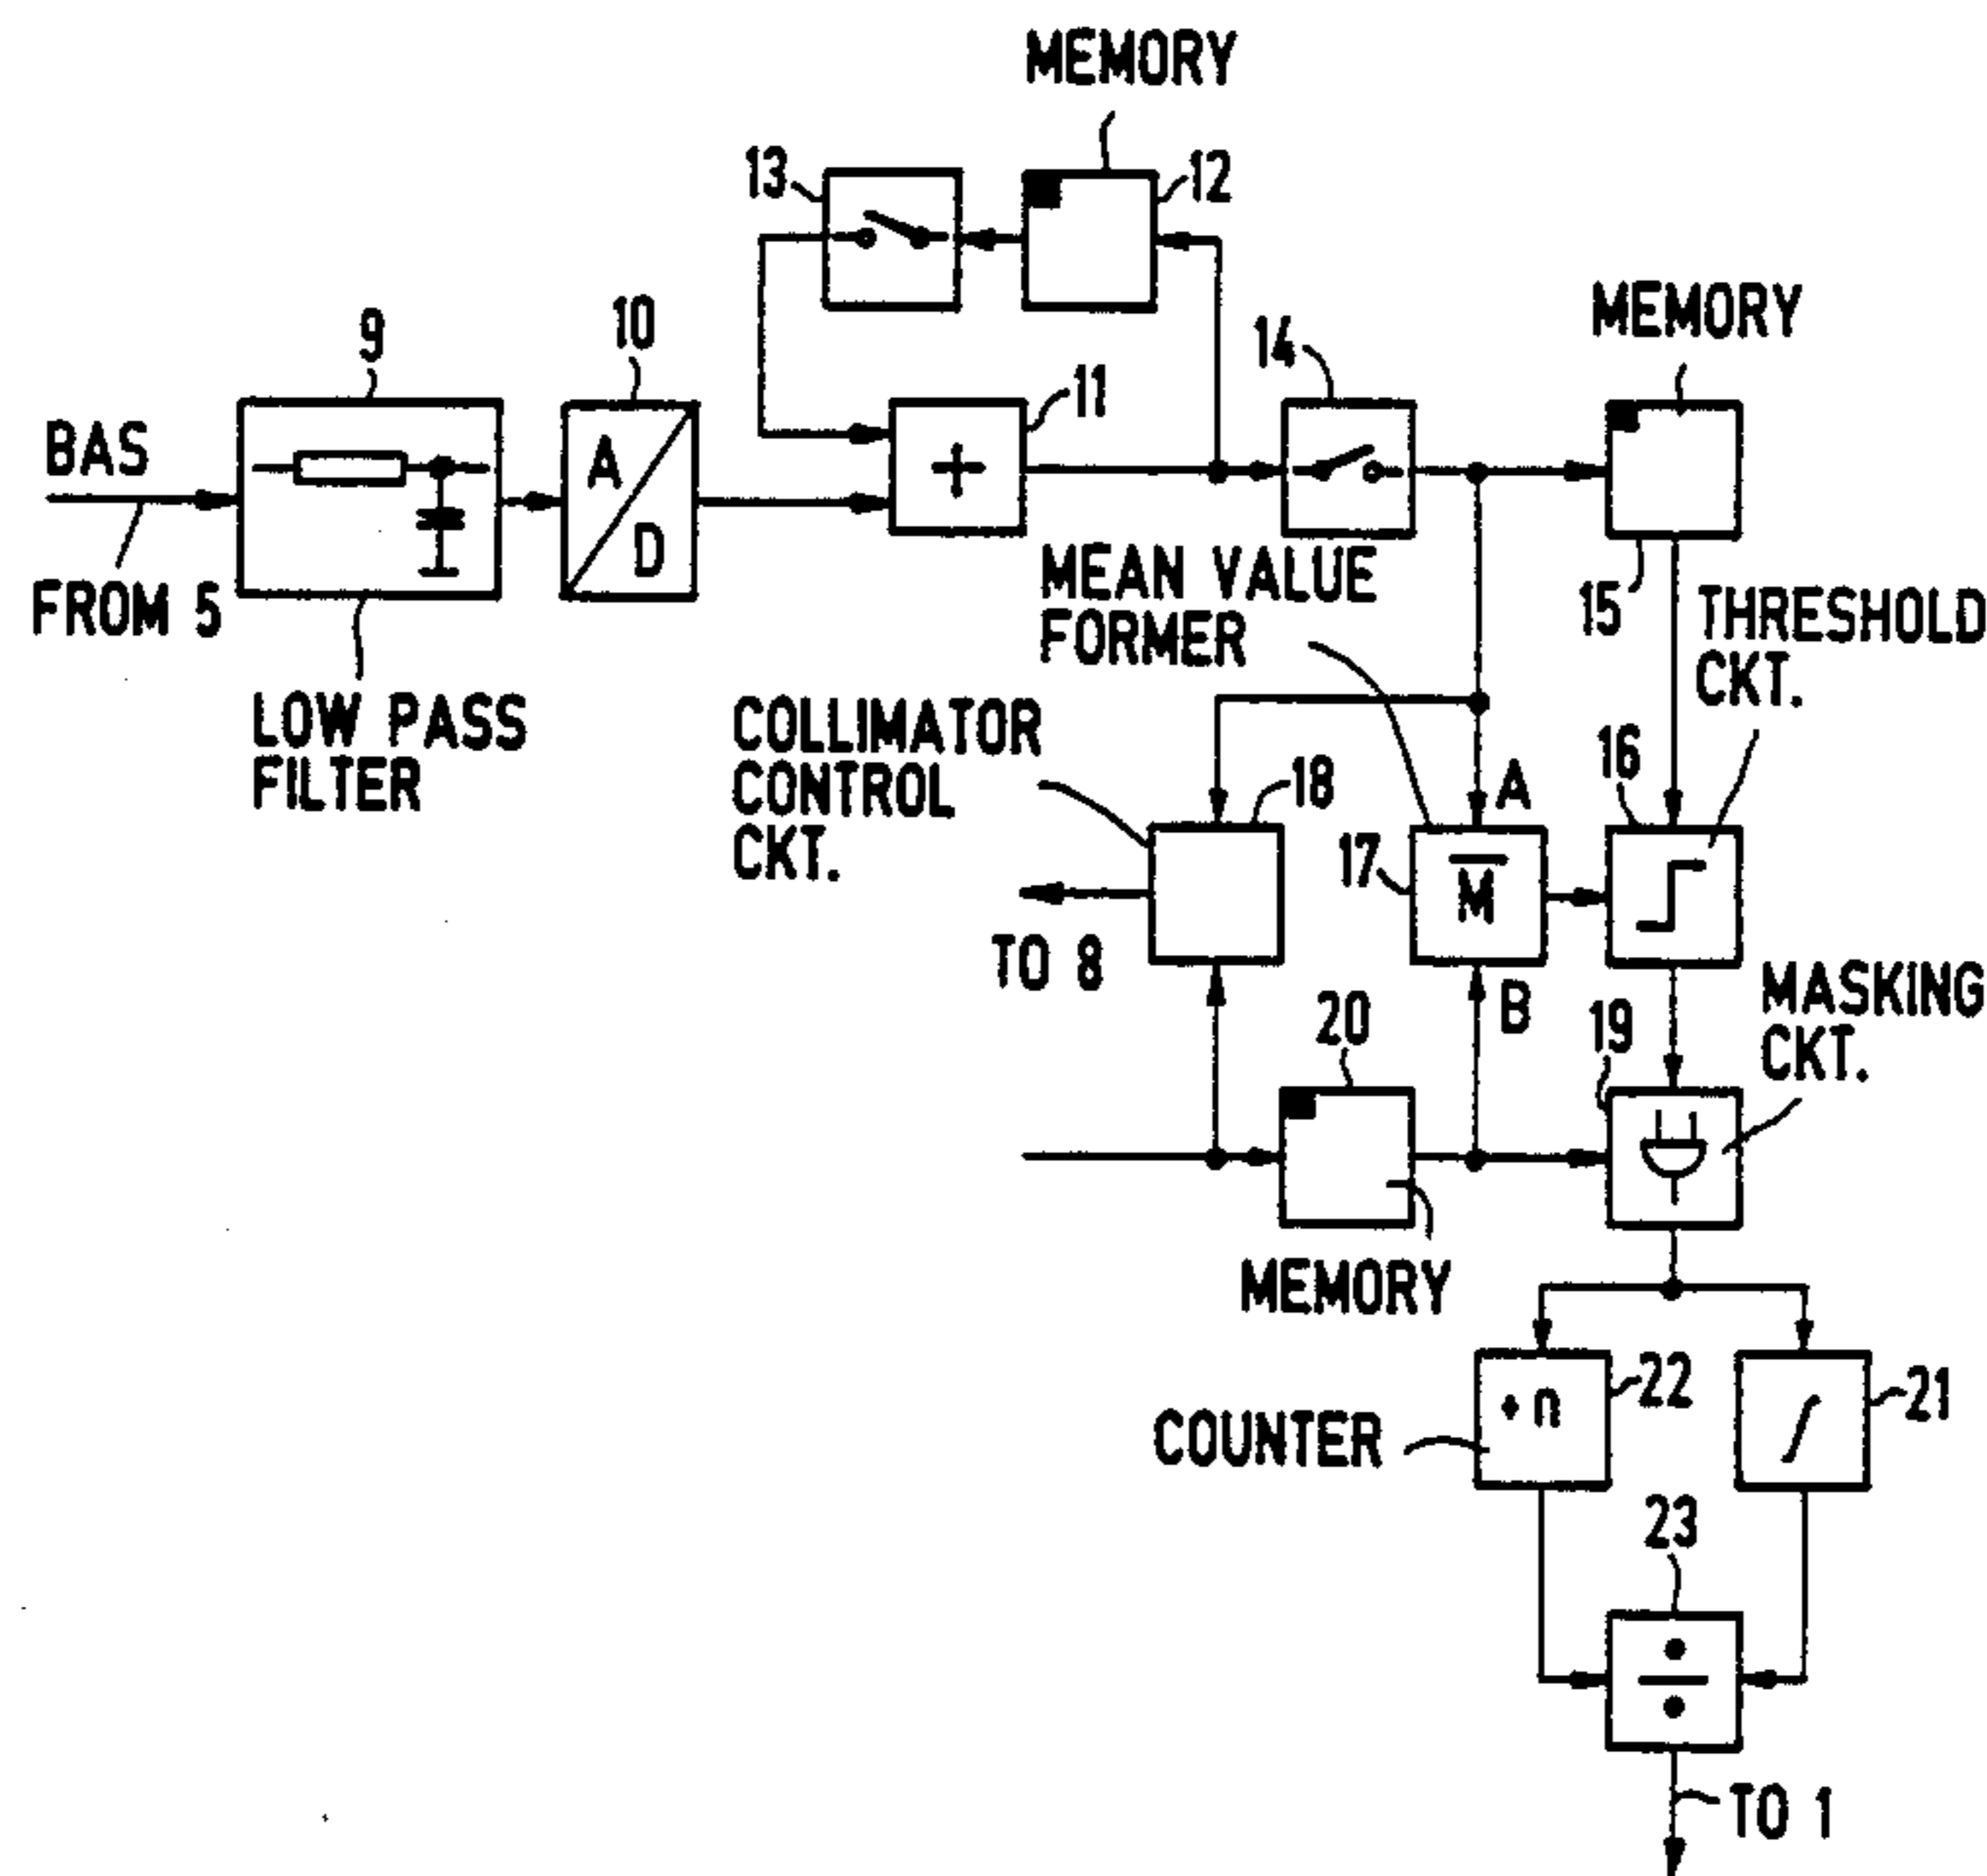 MEMORY
13
12
9
10
11
14
MEMORY
BAS
A
D
+
FROM 5
15
MEAN VALUE
FORMER
THRESHOLD
CKT.
LOW PASS
FILTER
COLLIMATOR
CONTROL
CKT.
18
A
16
17
M
TO 8
B
20
19
MASKING
CKT.
MEMORY
COUNTER
+ n
22
21
23
÷
TO 1